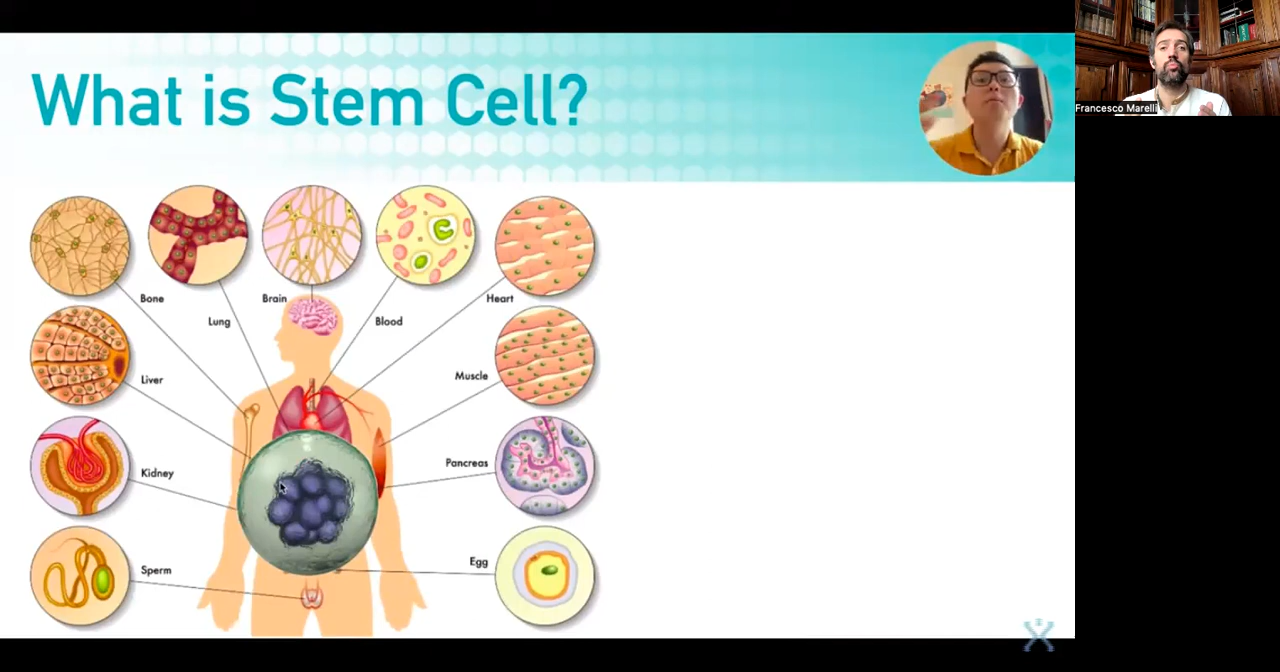 What is Stem Cell?
Francesco Marelli
Bone
Brain
Heart
Lung
Blood
Liver
Muscle
Kidney
Pancreas
Sperm
Egg